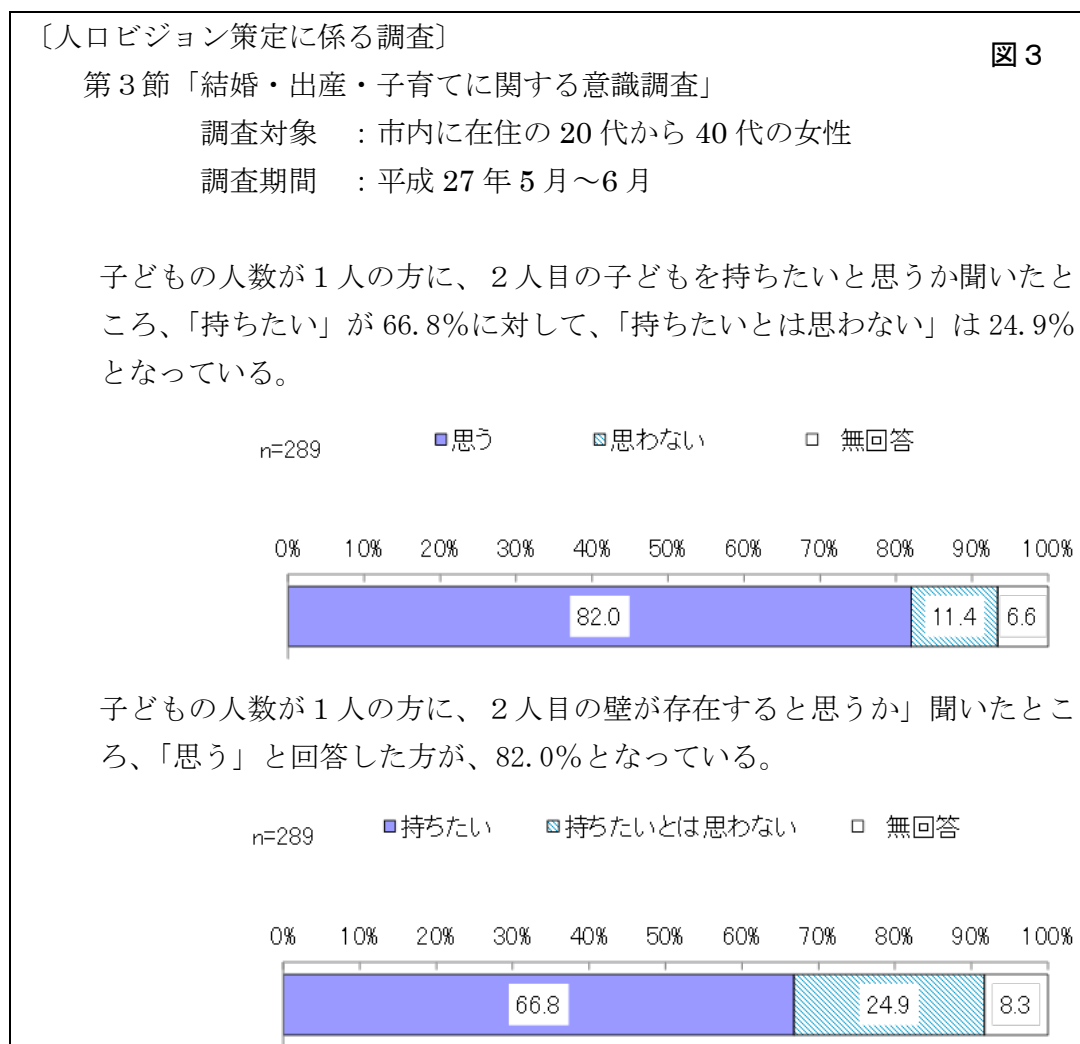 〔人口ビジョン策定に係る調査〕
図3
第3節「結婚・出産・子育てに関する意識調査」
調査対象 ：市内に在住の 20 代から 40 代の女性
調査期間 ：平成 27 年 5 月～6 月
子どもの人数が1人の方に、2人目の子どもを持ちたいと思うか聞いたと
ころ、「持ちたい」が 66.8％に対して、「持ちたいとは思わない」は 24.9％
となっている。
n=289 思う 思わない 無回答
0% 10% 20% 30% 40% 50% 60% 70% 80% 90% 100%
82.0 11.4 6.6
子どもの人数が1人の方に、2人目の壁が存在すると思うか」聞いたとこ
ろ、「思う」と回答した方が、82.0％となっている。
n=289 持ちたい 持ちたいとは思わない 無回答
0% 10% 20% 30% 40% 50% 60% 70% 80% 90% 100%
66.8 24.9 8.3